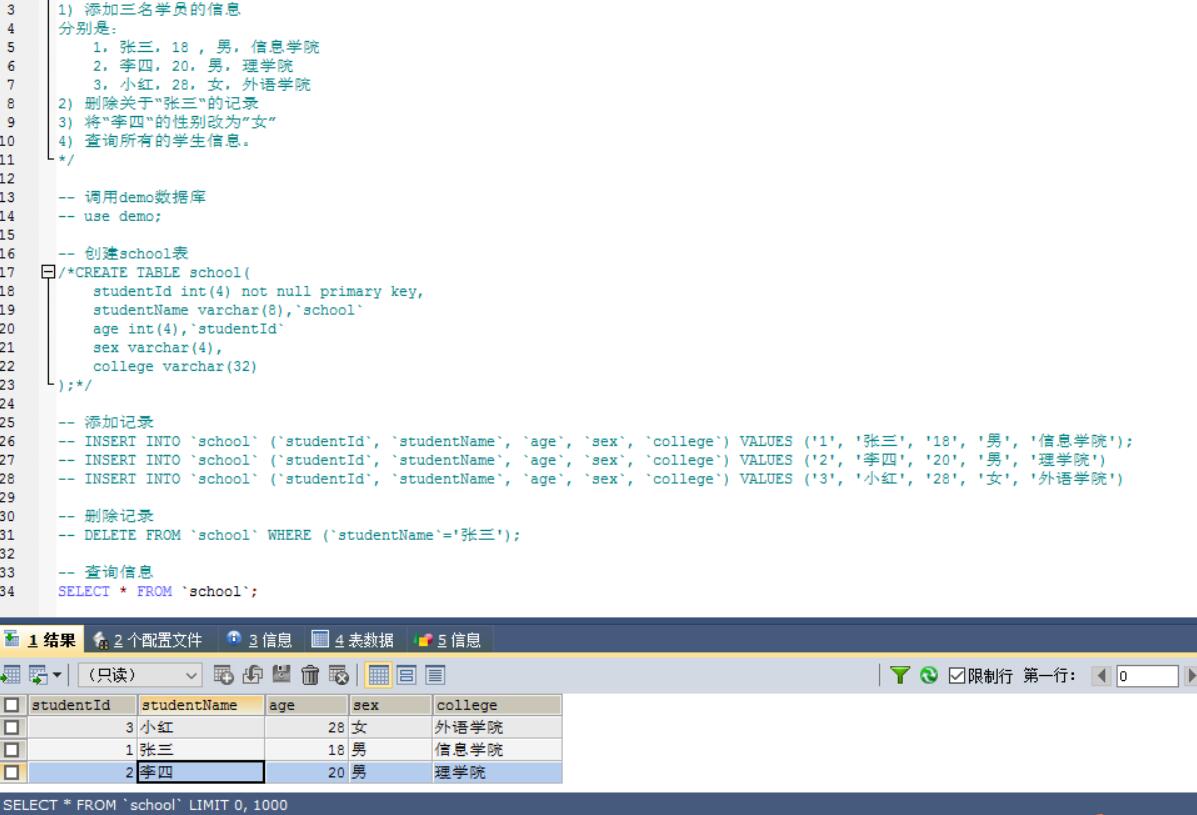 3 1) 添加三名学员的信息
4 分别是:
5 1, 张三, 18 , 男, 信息学院
6 2, 李四, 20, 男, 理学院
7 3, 小红, 28, 女, 外语学院
8 2) 删除关于“张三“的记录
9 3) 将“李四“的性别改为”女”
10 4) 查询所有的学生信息。
11 */
12
13 -- 调用demo数据库
14 -- use demo;
15
16 -- 创建school表
17 /*CREATE TABLE school(
18 studentId int(4) not null primary key,
19 studentName varchar(8),`school`
20 age int(4),`studentId`
21 sex varchar(4),
22 college varchar(32)
23 );*/
24
25 -- 添加记录
26 -- INSERT INTO `school` (`studentId`, `studentName`, `age`, `sex`, `college`) VALUES ('1', '张三', '18', '男', '信息学院');
27 -- INSERT INTO `school` (`studentId`, `studentName`, `age`, `sex`, `college`) VALUES ('2', '李四', '20', '男', '理学院')
28 -- INSERT INTO `school` (`studentId`, `studentName`, `age`, `sex`, `college`) VALUES ('3', '小红', '28', '女', '外语学院')
29
30 -- 删除记录
31 -- DELETE FROM `school` WHERE (`studentName`='张三');
32
33 -- 查询信息
34 SELECT * FROM `school`;
1 结果 2 个配置文件 3 信息 4 表数据 5 信息
(只读) 限制行 第一行: 0
studentId studentName age sex college
3 小红 28 女 外语学院
1 张三 18 男 信息学院
2 李四 20 男 理学院
SELECT * FROM `school` LIMIT 0, 1000